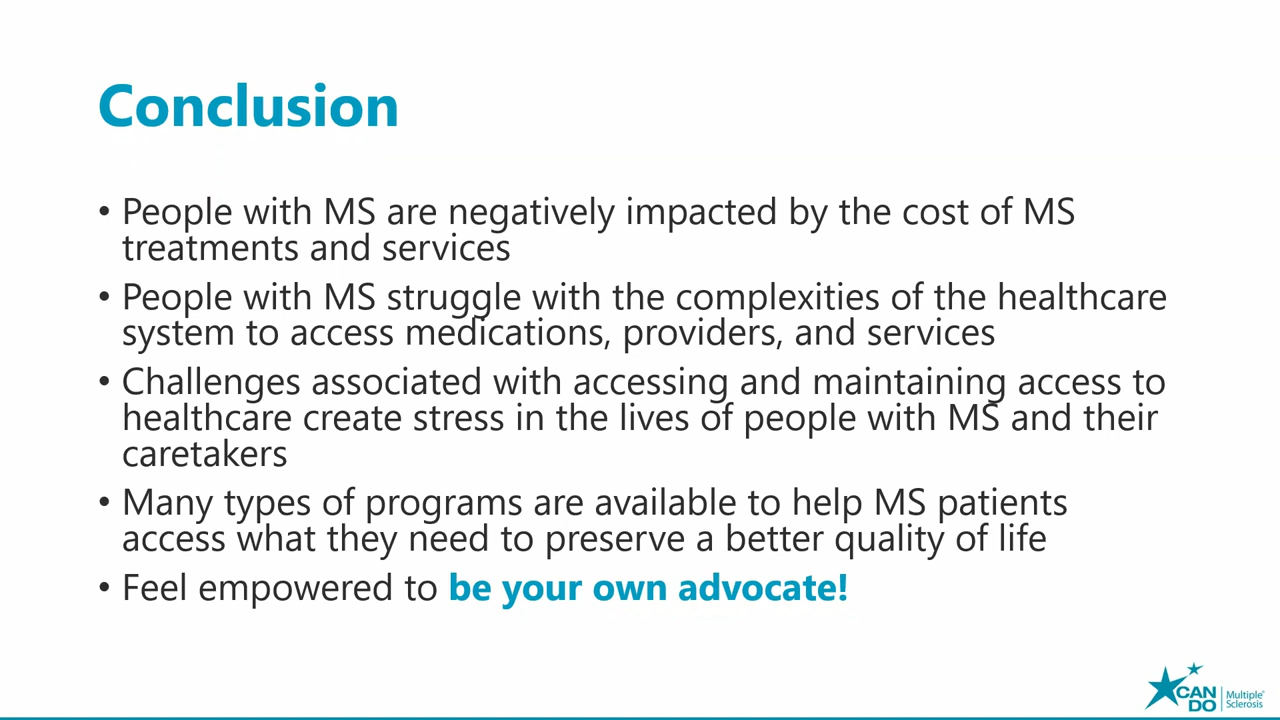 Conclusion
• People with MS are negatively impacted by the cost of MS
treatments and services
• People with MS struggle with the complexities of the healthcare
system to access medications, providers, and services
• Challenges associated with accessing and maintaining access to
healthcare create stress in the lives of people with MS and their
caretakers
• Many types of programs are available to help MS patients
access what they need to preserve a better quality of life
• Feel empowered to be your own advocate!
CAN
DO
Multiple®
Sclerosis